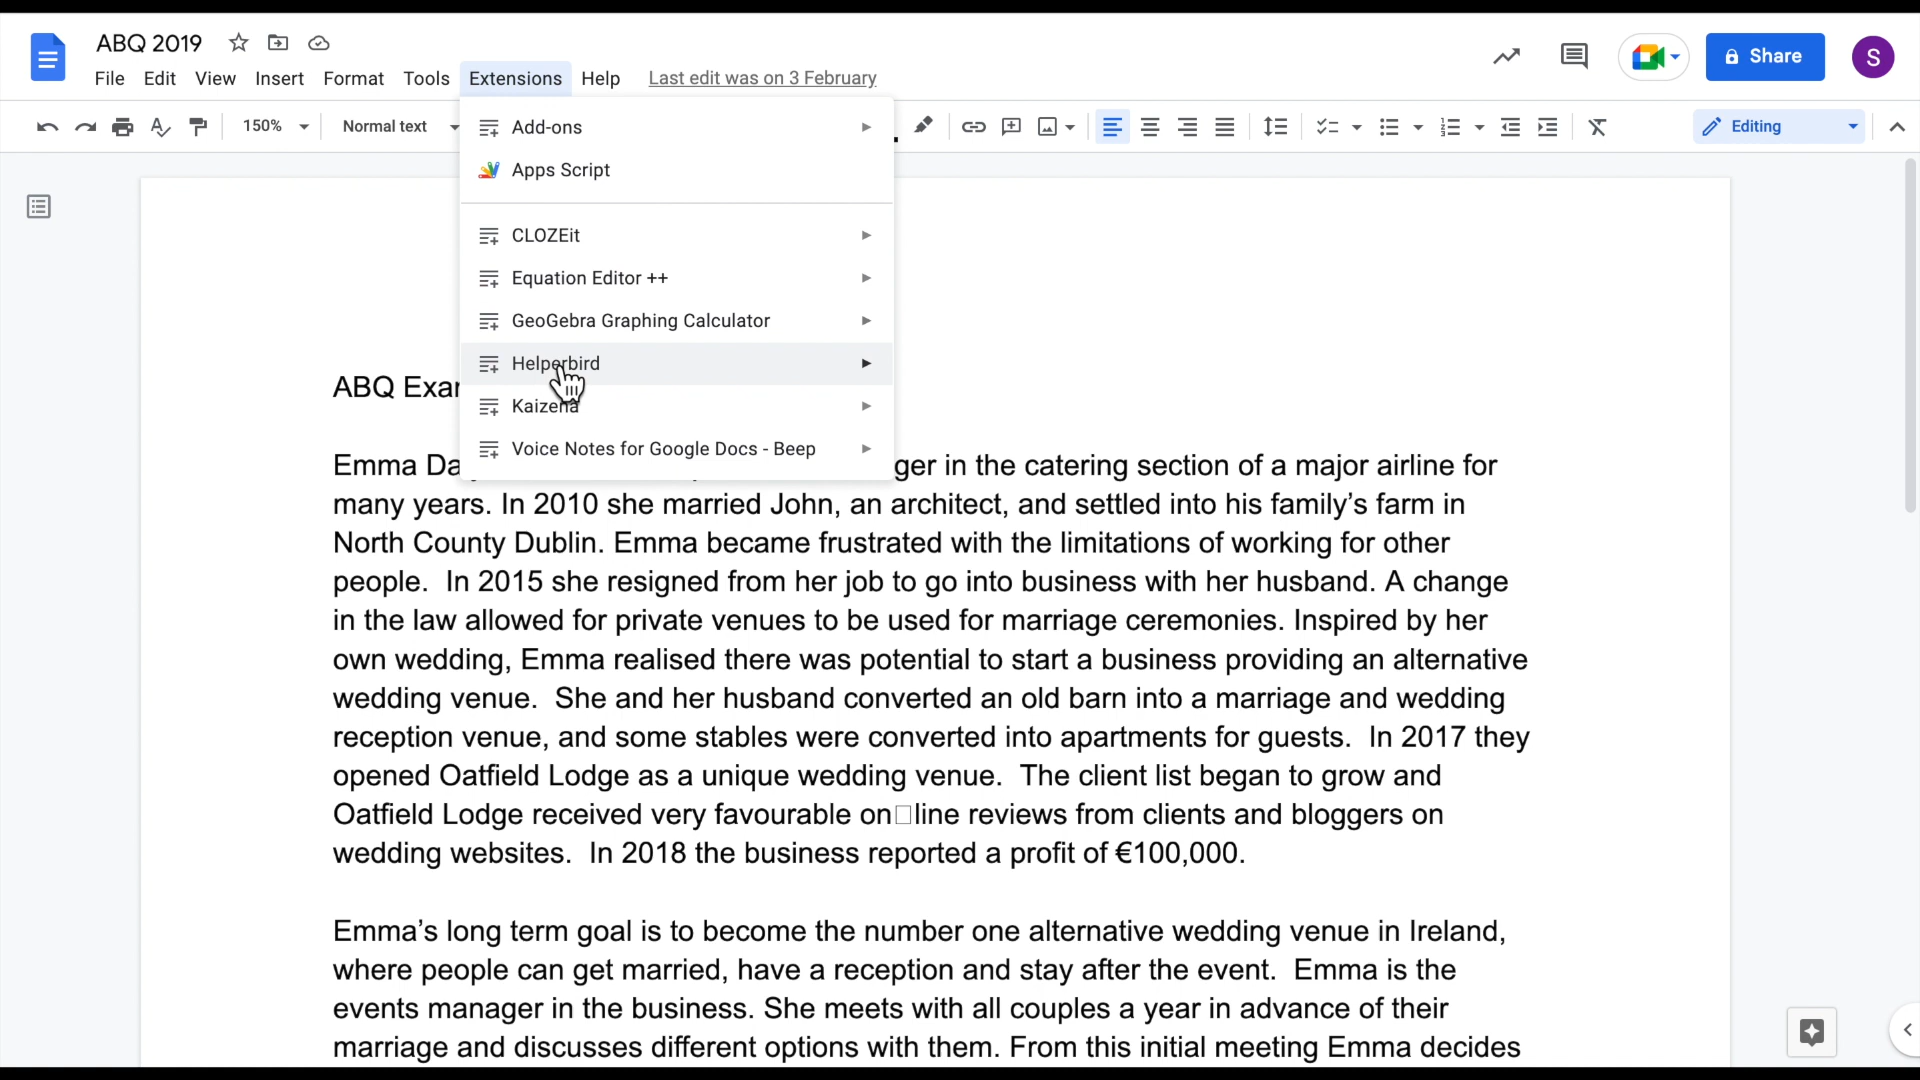 ABQ 2019
File Edit View Insert Format Tools Extensions Help Last edit was on 3 February
Share
S
150% Normal text
Editing
Add-ons
Apps Script
CLOZEit
Equation Editor ++
GeoGebra Graphing Calculator
Helperbird
Kaizena
Voice Notes for Google Docs - Beep
ABQ
Emma in the catering section of a major airline for
many years. In 2010 she married John, an architect, and settled into his family’s farm in
North County Dublin. Emma became frustrated with the limitations of working for other
people. In 2015 she resigned from her job to go into business with her husband. A change
in the law allowed for private venues to be used for marriage ceremonies. Inspired by her
own wedding, Emma realised there was potential to start a business providing an alternative
wedding venue. She and her husband converted an old barn into a marriage and wedding
reception venue, and some stables were converted into apartments for guests. In 2017 they
opened Oatfield Lodge as a unique wedding venue. The client list began to grow and
Oatfield Lodge received very favourable on□line reviews from clients and bloggers on
wedding websites. In 2018 the business reported a profit of €100,000.
Emma’s long term goal is to become the number one alternative wedding venue in Ireland,
where people can get married, have a reception and stay after the event. Emma is the
events manager in the business. She meets with all couples a year in advance of their
marriage and discusses different options with them. From this initial meeting Emma decides